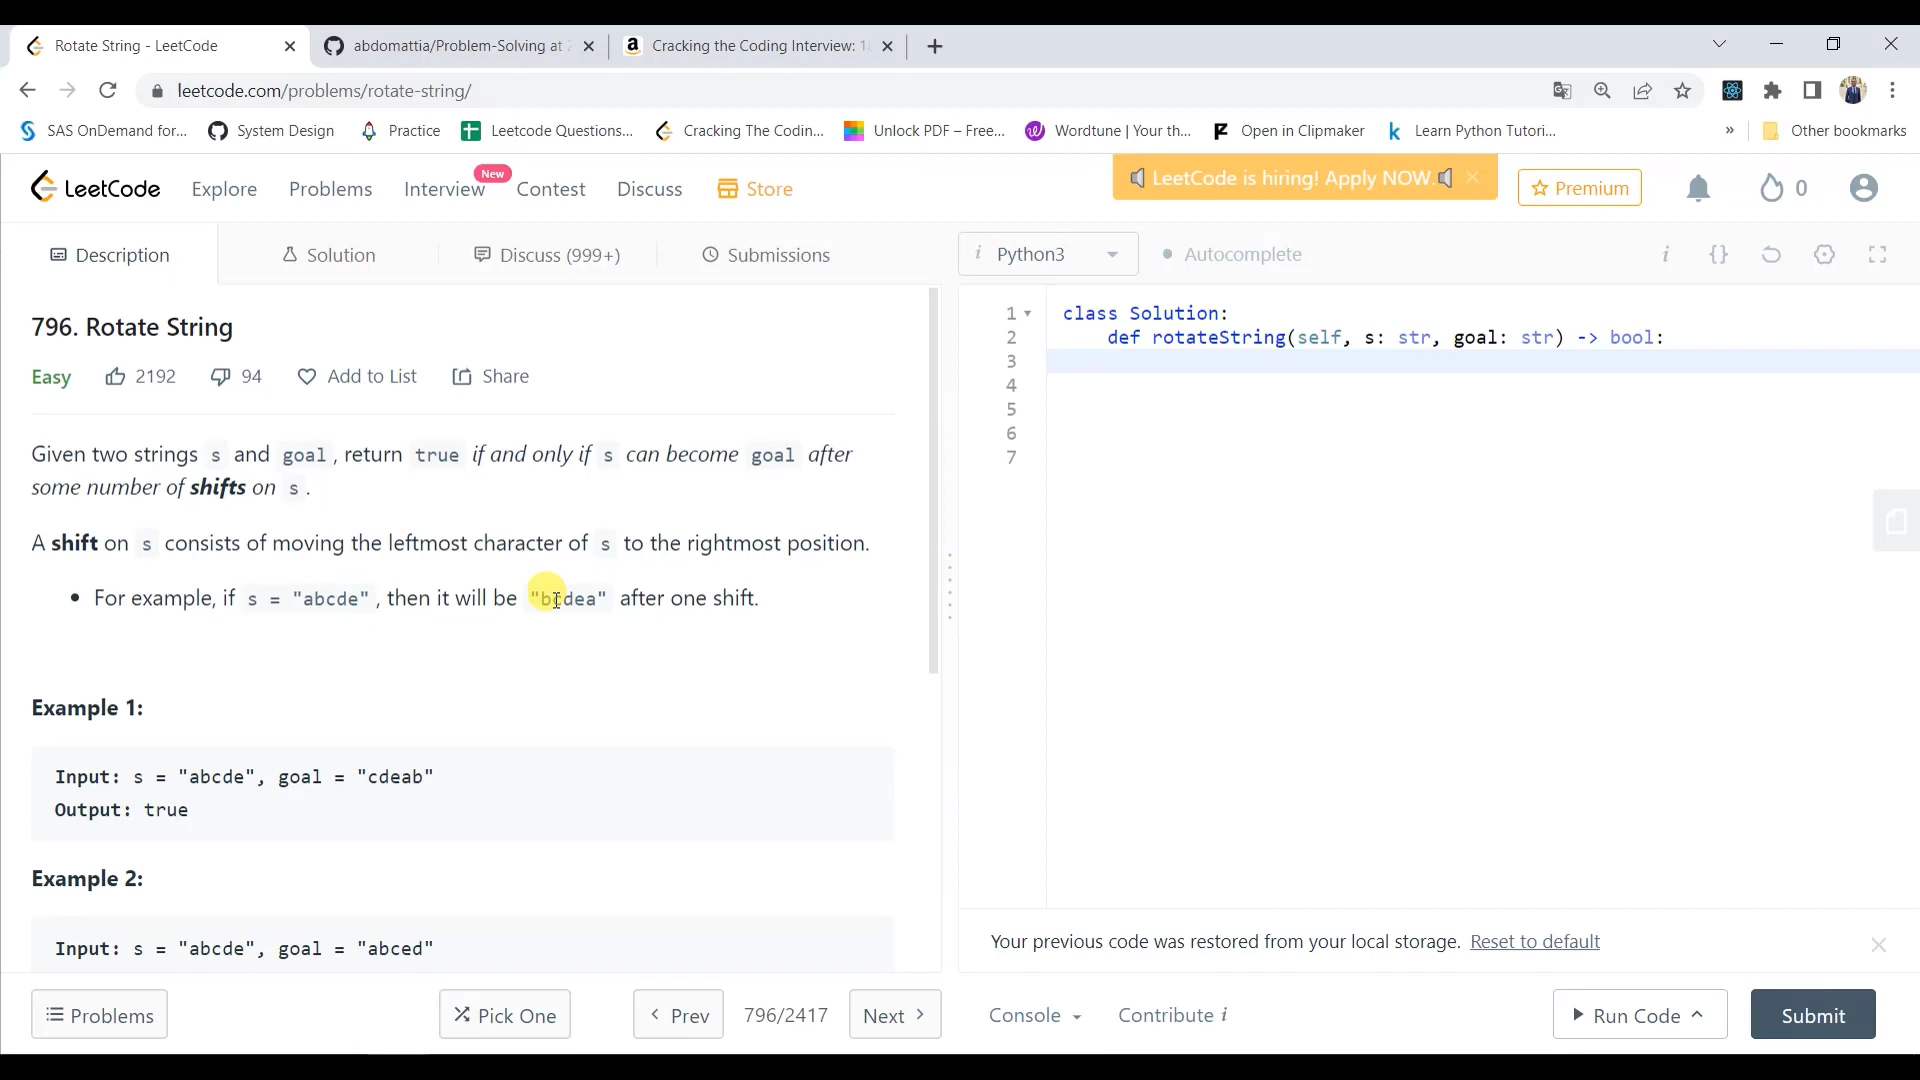 Rotate String - LeetCode
abdomattia/Problem-Solving at
Cracking the Coding Interview: 1
leetcode.com/problems/rotate-string/
SAS OnDemand for...
System Design
Practice
Leetcode Questions...
Cracking The Codin...
Unlock PDF – Free...
Wordtune | Your th...
Open in Clipmaker
Learn Python Tutori...
»
Other bookmarks
LeetCode
Explore
Problems
Interview
New
Contest
Discuss
Store
LeetCode is hiring! Apply NOW.
Premium
0
Description
Solution
Discuss (999+)
Submissions
i Python3
Autocomplete
i {}
796. Rotate String
Easy 2192 94 Add to List Share
Given two strings s and goal, return true if and only if s can become goal after
some number of shifts on s.
A shift on s consists of moving the leftmost character of s to the rightmost position.
• For example, if s = "abcde", then it will be "bcdea" after one shift.
Example 1:
Input: s = "abcde", goal = "cdeab"
Output: true
Example 2:
Input: s = "abcde", goal = "abced"
1 class Solution:
2 def rotateString(self, s: str, goal: str) -> bool:
3
4
5
6
7
Your previous code was restored from your local storage. Reset to default
Problems
Pick One
Prev
796/2417
Next
Console
Contribute i
Run Code
Submit